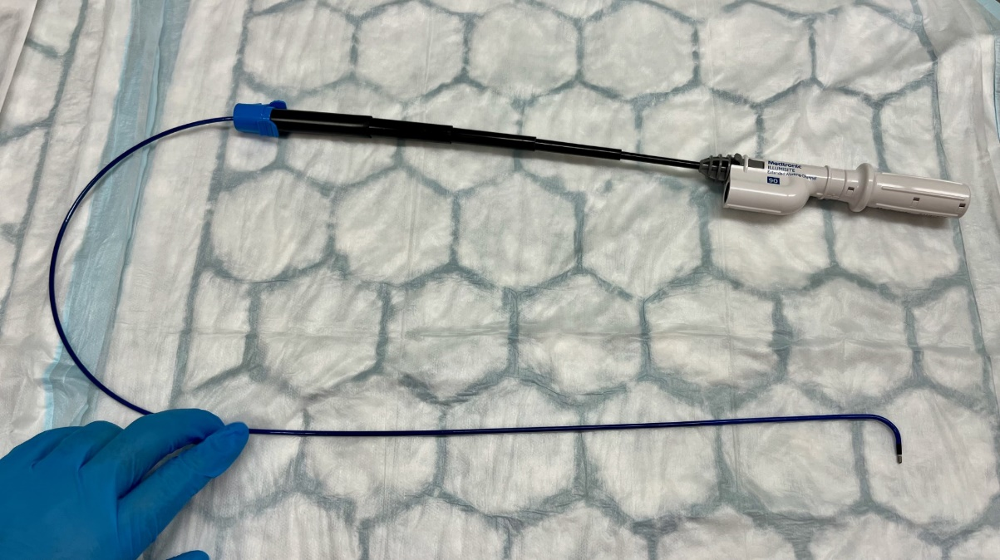 Medtronic
ILLUMISITE
Extended Working Channel
90